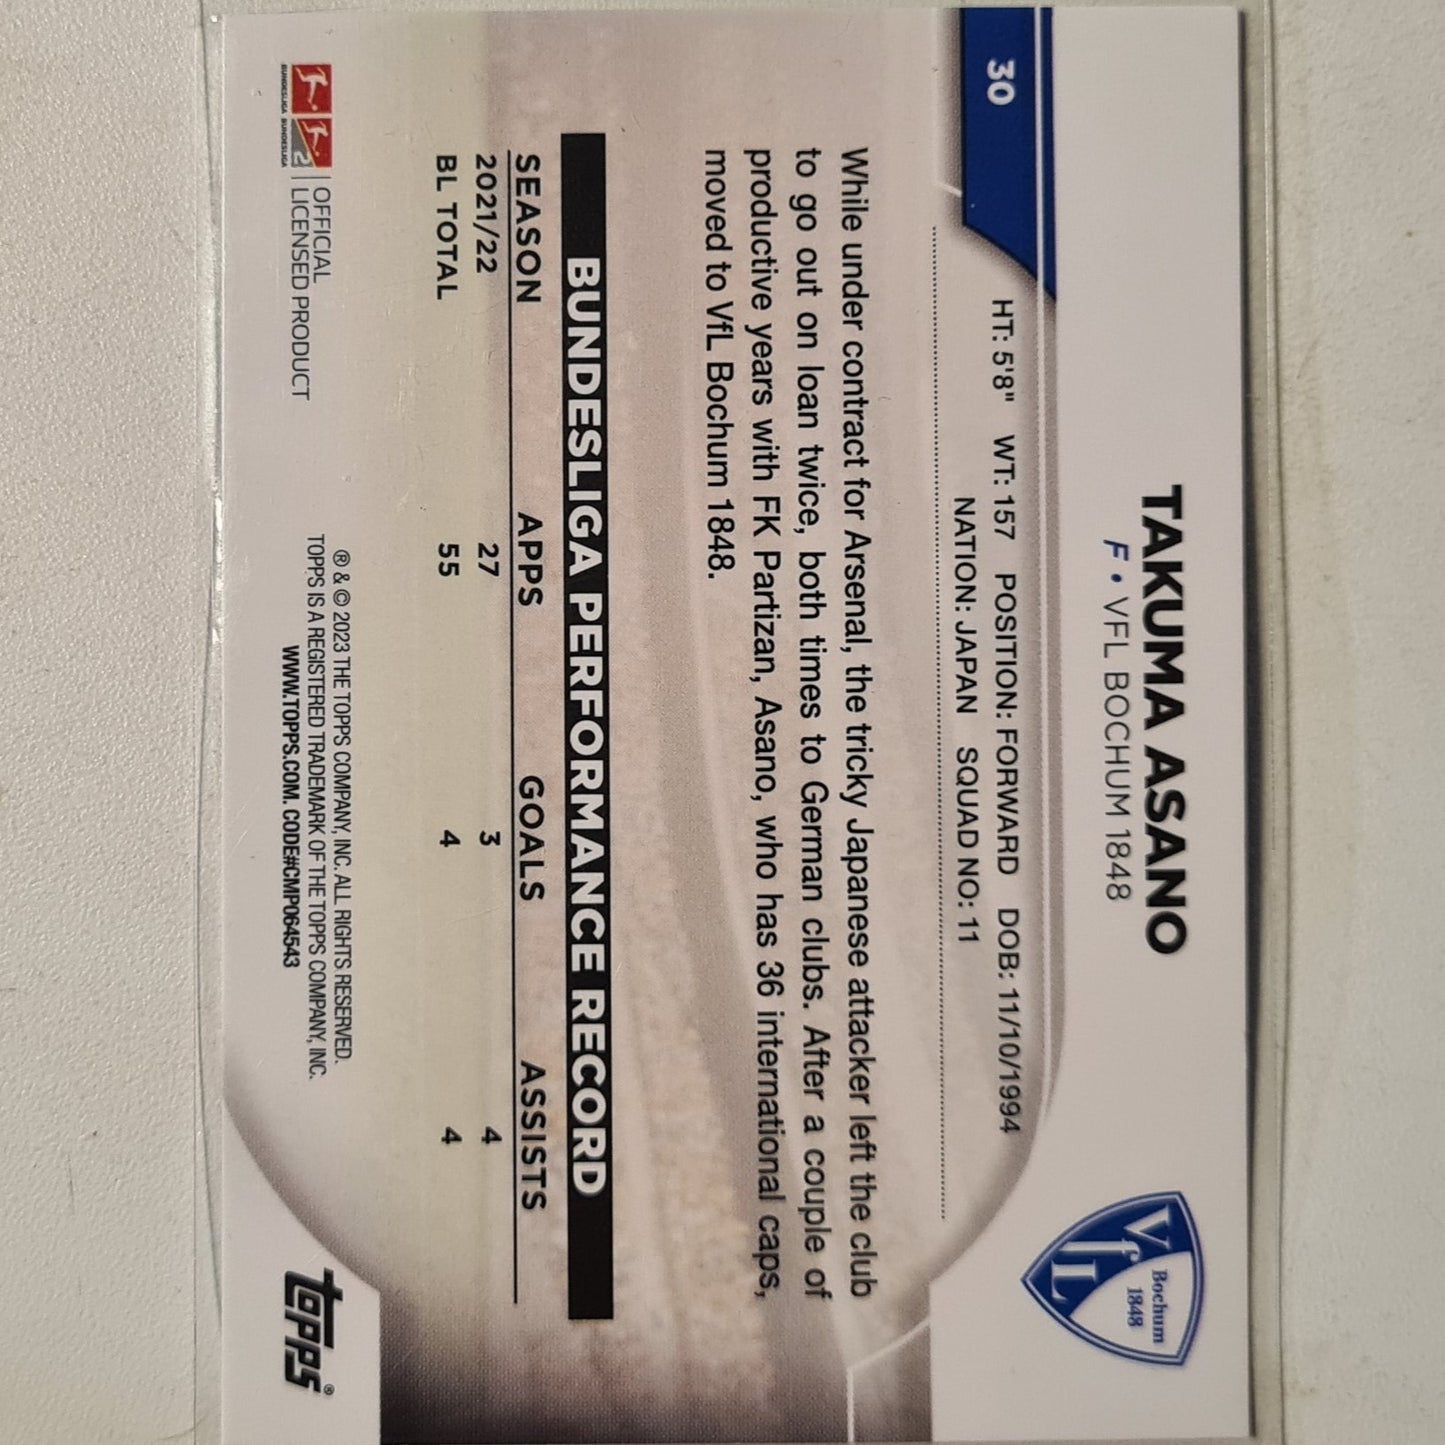 30
TAKUMA ASANO
F • VFL BOCHUM 1848
VfL
Bochum
1848
HT: 5'8" WT: 157 POSITION: FORWARD DOB: 11/10/1994
NATION: JAPAN SQUAD NO: 11
While under contract for Arsenal, the tricky Japanese attacker left the club
to go out on loan twice, both times to German clubs. After a couple of
productive years with FK Partizan, Asano, who has 36 international caps,
moved to VfL Bochum 1848.
BUNDESLIGA PERFORMANCE RECORD
SEASON APPS GOALS ASSISTS
2021/22 27 3 4
BL TOTAL 55 4 4
BUNDESLIGA BUNDESLIGA
2
OFFICIAL
LICENSED PRODUCT
® & © 2023 THE TOPPS COMPANY, INC. ALL RIGHTS RESERVED.
TOPPS IS A REGISTERED TRADEMARK OF THE TOPPS COMPANY, INC.
WWW.TOPPS.COM. CODE#CMP064543
topps®